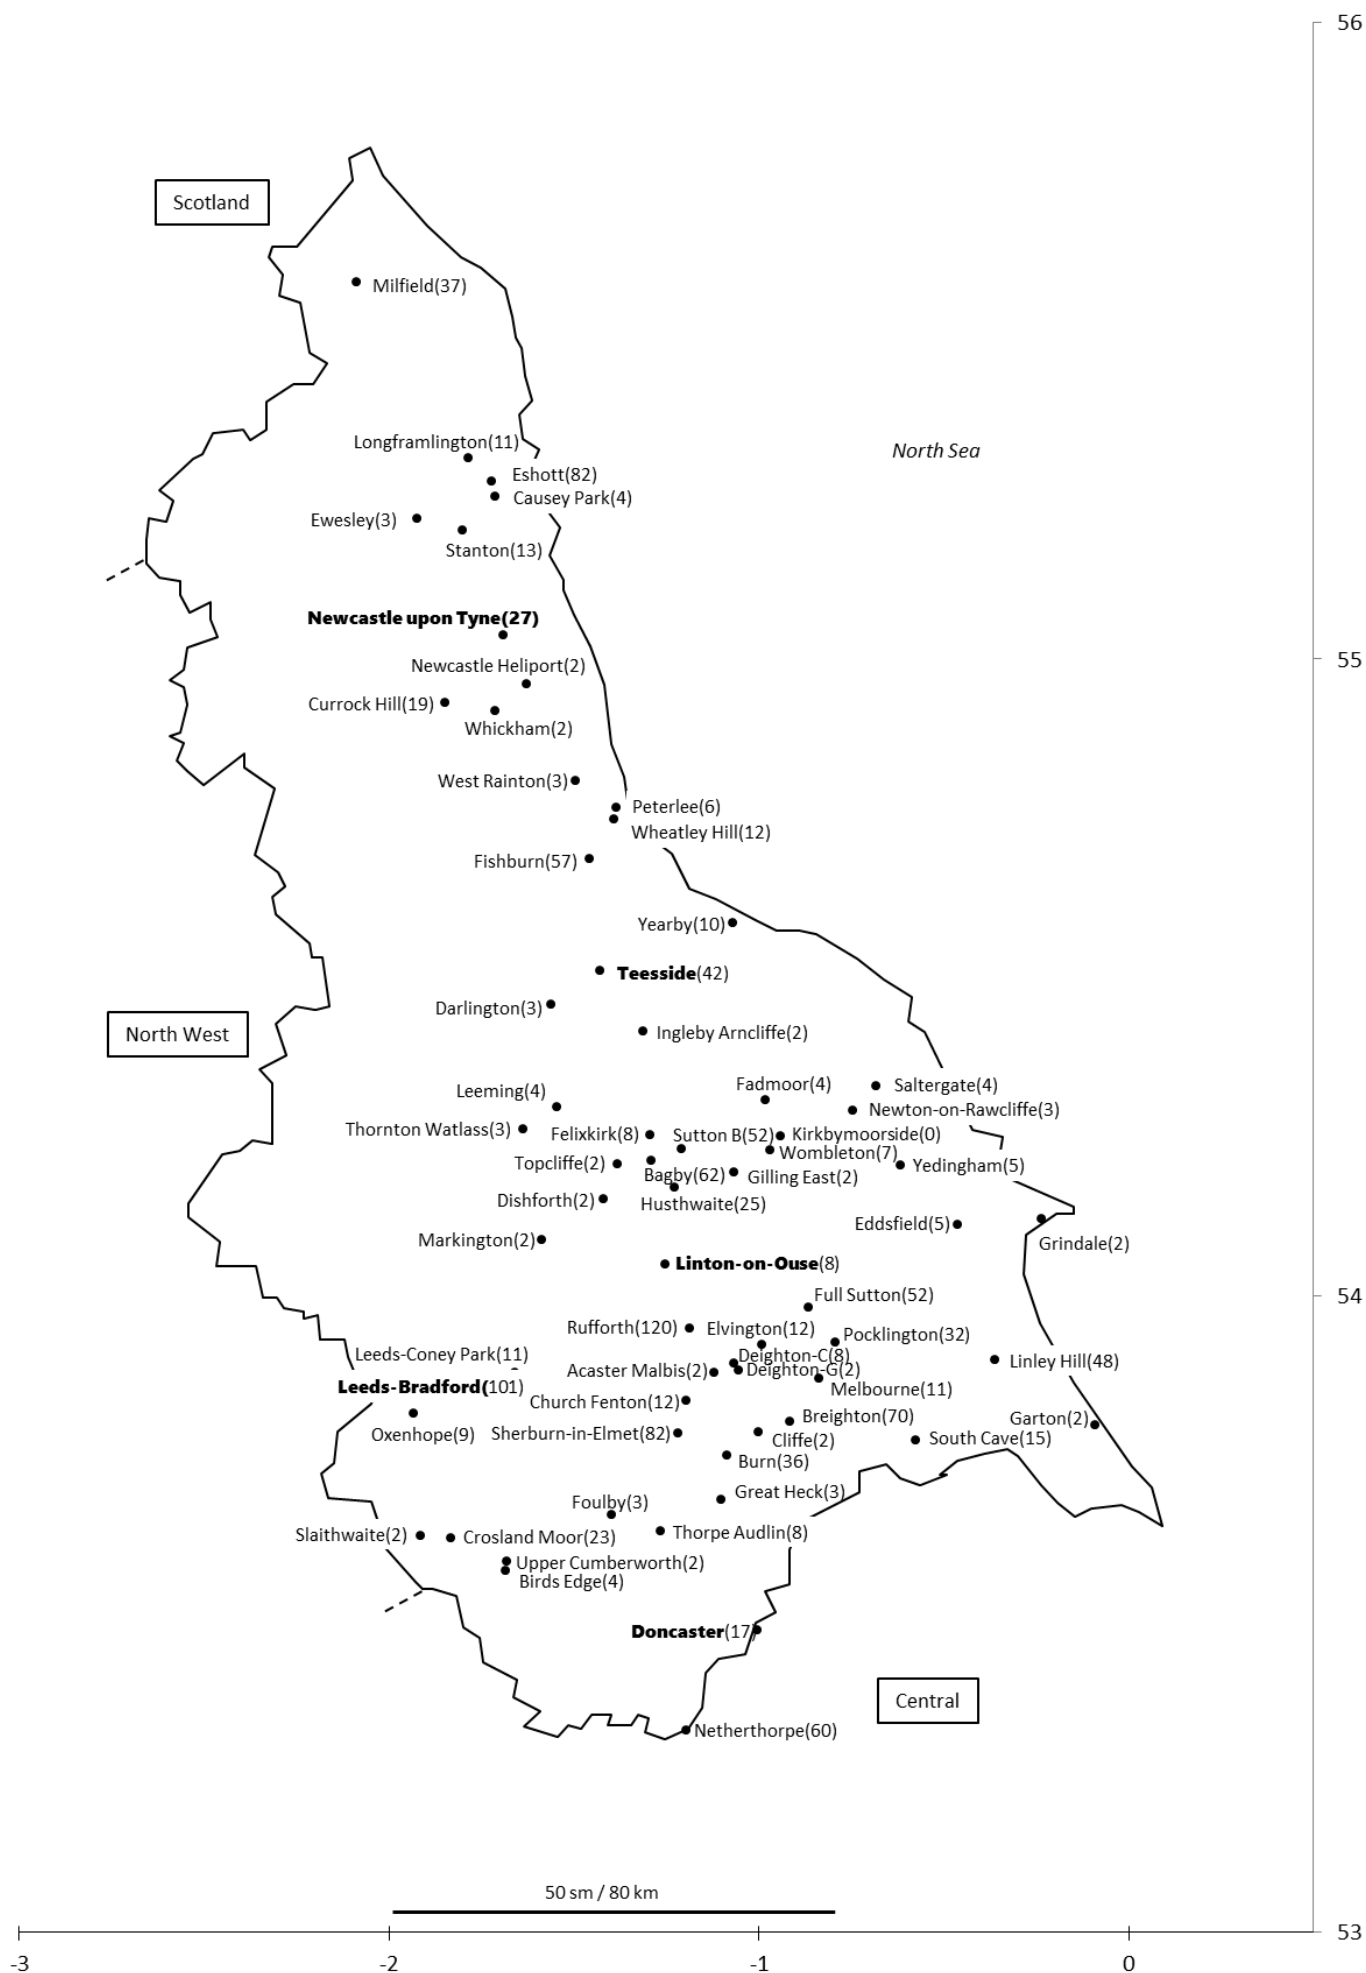 56
Scotland
Milfield(37)
Longframlington(11)
North Sea
Eshott(82)
Causey Park(4)
Ewesley(3)
Stanton(13)
Newcastle upon Tyne(27)
55
Newcastle Heliport(2)
Currock Hill(19)
Whickham(2)
West Rainton(3)
Peterlee(6)
Wheatley Hill(12)
Fishburn(57)
Yearby(10)
Teesside(42)
Darlington(3)
North West
Ingleby Arncliffe(2)
Fadmoor(4)
Saltergate(4)
Leeming(4)
Newton-on-Rawcliffe(3)
Thornton Watlass(3)
Felixkirk(8)
Sutton B(52)
Kirkbymoorside(0)
Wombleton(7)
Topcliffe(2)
Yedingham(5)
Bagby(62)
Gilling East(2)
Dishforth(2)
Husthwaite(25)
Eddsfield(5)
Markington(2)
Grindale(2)
Linton-on-Ouse(8)
Full Sutton(52)
54
Rufforth(120)
Elvington(12)
Pocklington(32)
Leeds-Coney Park(11)
Deighton-C(8)
Linley Hill(48)
Acaster Malbis(2)
Deighton-G(2)
Leeds-Bradford(101)
Melbourne(11)
Church Fenton(12)
Breighton(70)
Garton(2)
Oxenhope(9)
Sherburn-in-Elmet(82)
Cliffe(2)
South Cave(15)
Burn(36)
Great Heck(3)
Foulby(3)
Slaithwaite(2)
Crosland Moor(23)
Thorpe Audlin(8)
Upper Cumberworth(2)
Birds Edge(4)
Doncaster(17)
Central
Netherthorpe(60)
50 sm / 80 km
53
-3
-2
-1
0